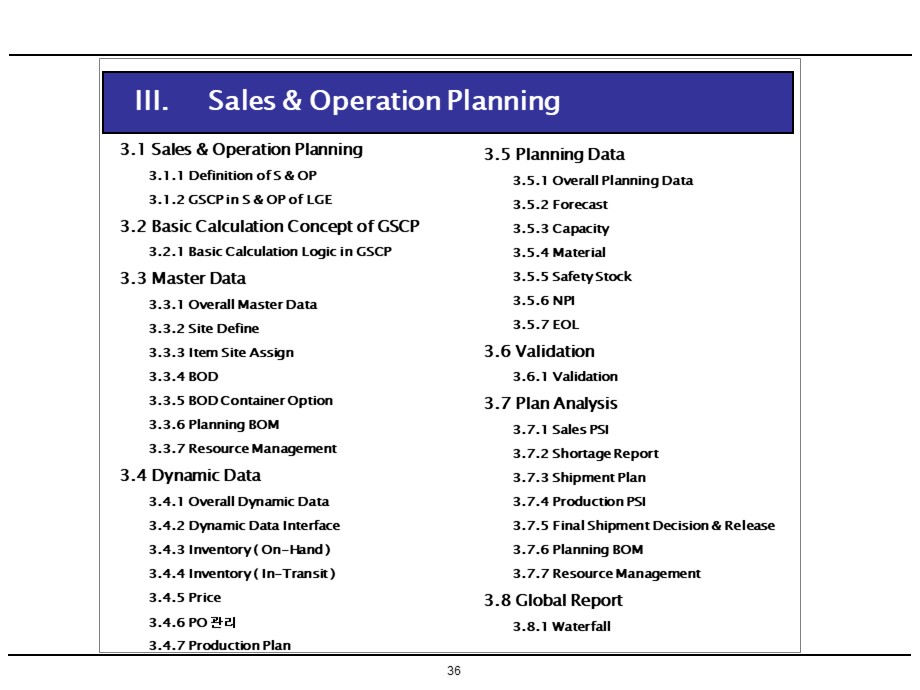 III. Sales & Operation Planning
3.1 Sales & Operation Planning
3.1.1 Definition of S & OP
3.1.2 GSCP in S & OP of LGE
3.2 Basic Calculation Concept of GSCP
3.2.1 Basic Calculation Logic in GSCP
3.3 Master Data
3.3.1 Overall Master Data
3.3.2 Site Define
3.3.3 Item Site Assign
3.3.4 BOD
3.3.5 BOD Container Option
3.3.6 Planning BOM
3.3.7 Resource Management
3.4 Dynamic Data
3.4.1 Overall Dynamic Data
3.4.2 Dynamic Data Interface
3.4.3 Inventory ( On-Hand )
3.4.4 Inventory ( In-Transit )
3.4.5 Price
3.4.6 PO 관리
3.4.7 Production Plan
3.5 Planning Data
3.5.1 Overall Planning Data
3.5.2 Forecast
3.5.3 Capacity
3.5.4 Material
3.5.5 Safety Stock
3.5.6 NPI
3.5.7 EOL
3.6 Validation
3.6.1 Validation
3.7 Plan Analysis
3.7.1 Sales PSI
3.7.2 Shortage Report
3.7.3 Shipment Plan
3.7.4 Production PSI
3.7.5 Final Shipment Decision & Release
3.7.6 Planning BOM
3.7.7 Resource Management
3.8 Global Report
3.8.1 Waterfall
36